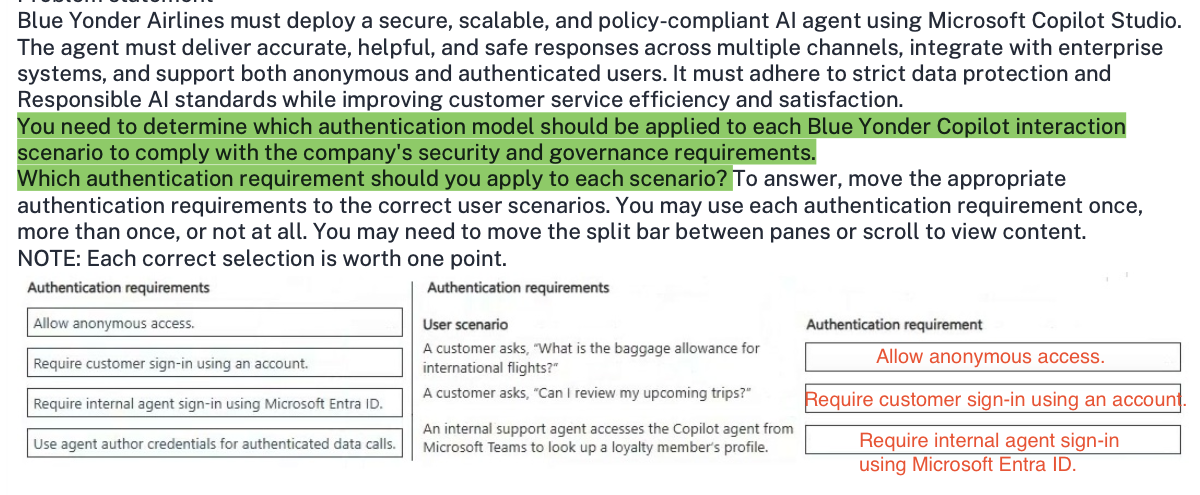 Problem statement
Blue Yonder Airlines must deploy a secure, scalable, and policy-compliant AI agent using Microsoft Copilot Studio.
The agent must deliver accurate, helpful, and safe responses across multiple channels, integrate with enterprise
systems, and support both anonymous and authenticated users. It must adhere to strict data protection and
Responsible AI standards while improving customer service efficiency and satisfaction.
You need to determine which authentication model should be applied to each Blue Yonder Copilot interaction
scenario to comply with the company's security and governance requirements.
Which authentication requirement should you apply to each scenario? To answer, move the appropriate
authentication requirements to the correct user scenarios. You may use each authentication requirement once,
more than once, or not at all. You may need to move the split bar between panes or scroll to view content.
NOTE: Each correct selection is worth one point.
Authentication requirements
Allow anonymous access.
Require customer sign-in using an account.
Require internal agent sign-in using Microsoft Entra ID.
Use agent author credentials for authenticated data calls.
Authentication requirements
User scenario
Authentication requirement
A customer asks, "What is the baggage allowance for
international flights?"
Allow anonymous access.
A customer asks, "Can I review my upcoming trips?"
Require customer sign-in using an account.
An internal support agent accesses the Copilot agent from
Microsoft Teams to look up a loyalty member's profile.
Require internal agent sign-in
using Microsoft Entra ID.